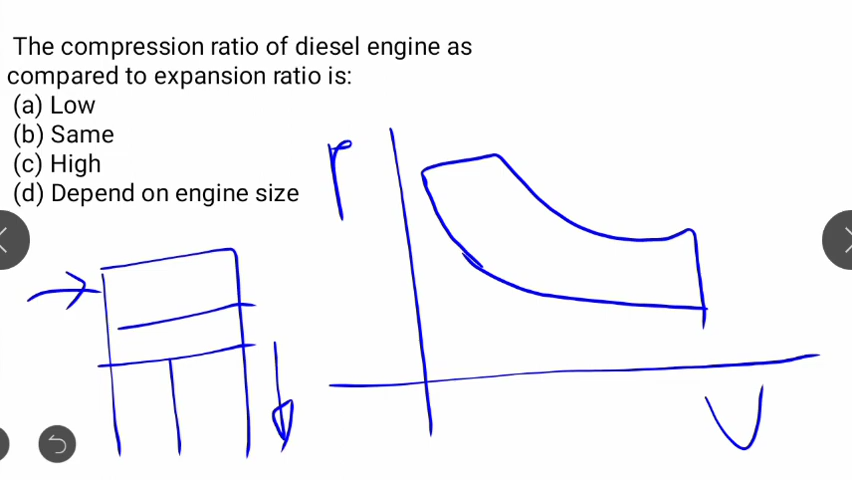 The compression ratio of diesel engine as
compared to expansion ratio is:
(a) Low
(b) Same
(c) High
(d) Depend on engine size
P
V